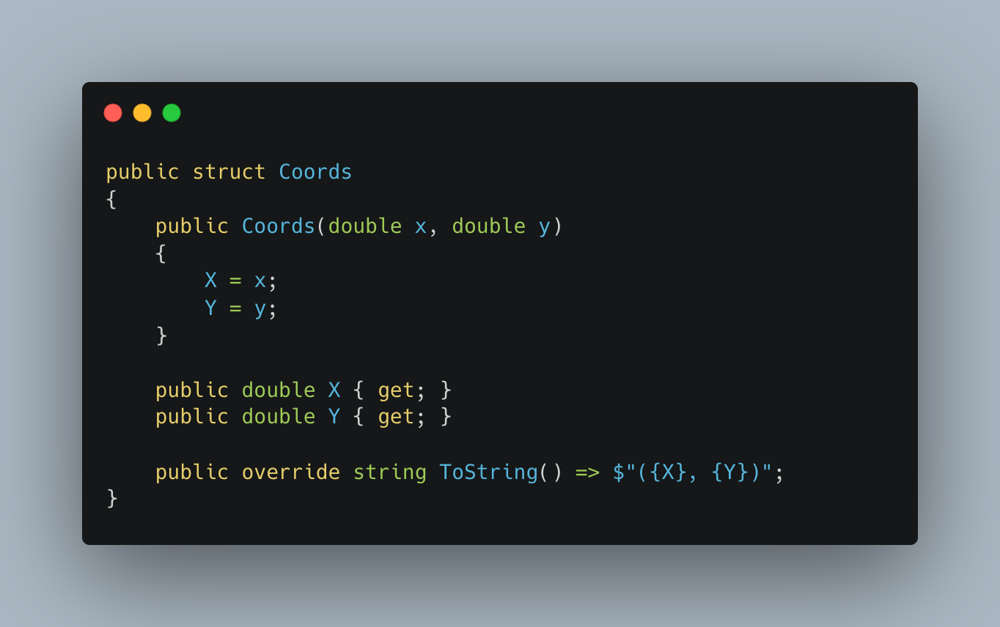 public struct Coords
{
    public Coords(double x, double y)
    {
        X = x;
        Y = y;
    }

    public double X { get; }
    public double Y { get; }

    public override string ToString() => $"({X}, {Y})";
}